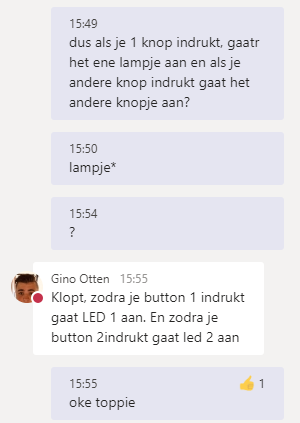 15:49
dus als je 1 knop indrukt, gaatr
het ene lampje aan en als je
andere knop indrukt gaat het
andere knopje aan?
15:50
lampje*
15:54
?
Gino Otten 15:55
Klopt, zodra je button 1 indrukt
gaat LED 1 aan. En zodra je
button 2indrukt gaat led 2 aan
15:55 👍 1
oke toppie